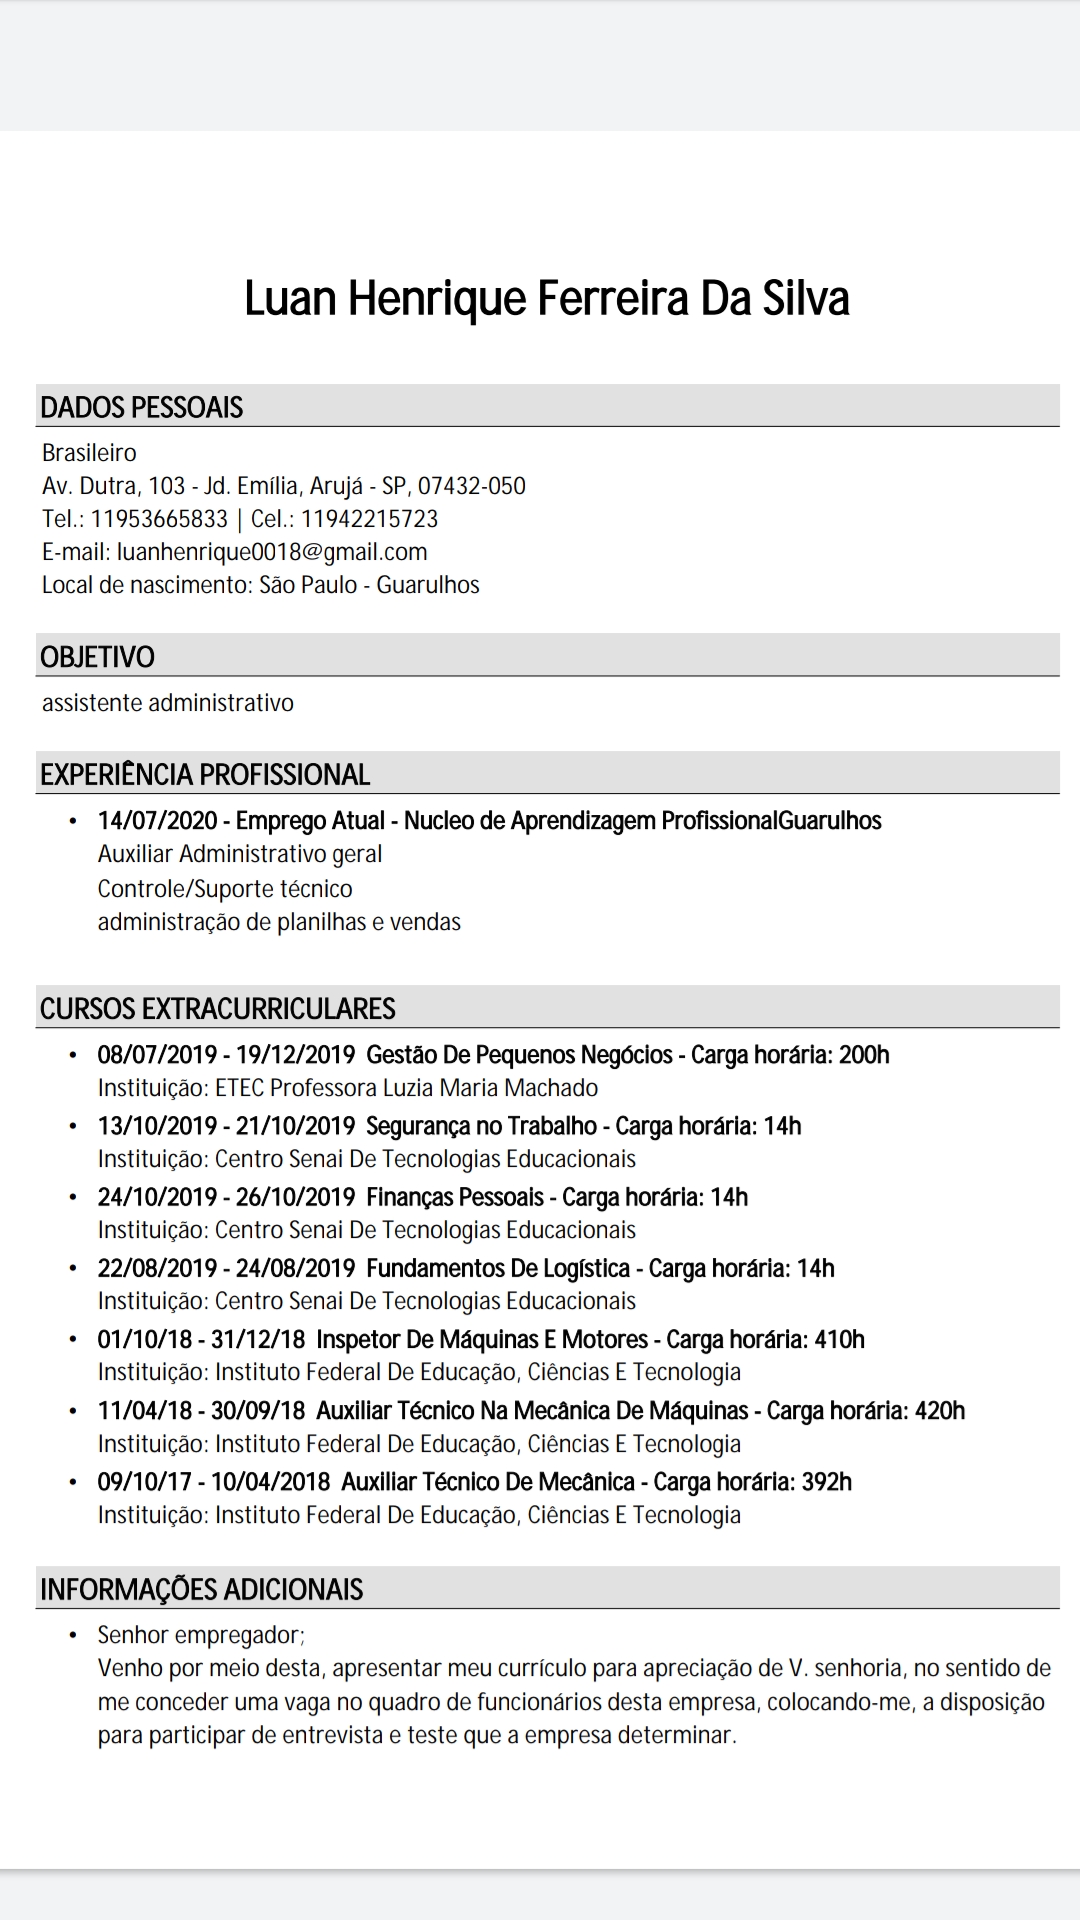 Luan Henrique Ferreira Da Silva
DADOS PESSOAIS
Brasileiro
Av. Dutra, 103 - Jd. Emília, Arujá - SP, 07432-050
Tel.: 11953665833 | Cel.: 11942215723
E-mail: luanhenrique0018@gmail.com
Local de nascimento: São Paulo - Guarulhos
OBJETIVO
assistente administrativo
EXPERIÊNCIA PROFISSIONAL
• 14/07/2020 - Emprego Atual - Nucleo de Aprendizagem ProfissionalGuarulhos
Auxiliar Administrativo geral
Controle/Suporte técnico
administração de planilhas e vendas
CURSOS EXTRACURRICULARES
• 08/07/2019 - 19/12/2019 Gestão De Pequenos Negócios - Carga horária: 200h
Instituição: ETEC Professora Luzia Maria Machado
• 13/10/2019 - 21/10/2019 Segurança no Trabalho - Carga horária: 14h
Instituição: Centro Senai De Tecnologias Educacionais
• 24/10/2019 - 26/10/2019 Finanças Pessoais - Carga horária: 14h
Instituição: Centro Senai De Tecnologias Educacionais
• 22/08/2019 - 24/08/2019 Fundamentos De Logística - Carga horária: 14h
Instituição: Centro Senai De Tecnologias Educacionais
• 01/10/18 - 31/12/18 Inspetor De Máquinas E Motores - Carga horária: 410h
Instituição: Instituto Federal De Educação, Ciências E Tecnologia
• 11/04/18 - 30/09/18 Auxiliar Técnico Na Mecânica De Máquinas - Carga horária: 420h
Instituição: Instituto Federal De Educação, Ciências E Tecnologia
• 09/10/17 - 10/04/2018 Auxiliar Técnico De Mecânica - Carga horária: 392h
Instituição: Instituto Federal De Educação, Ciências E Tecnologia
INFORMAÇÕES ADICIONAIS
• Senhor empregador;
Venho por meio desta, apresentar meu currículo para apreciação de V. senhoria, no sentido de
me conceder uma vaga no quadro de funcionários desta empresa, colocando-me, a disposição
para participar de entrevista e teste que a empresa determinar.